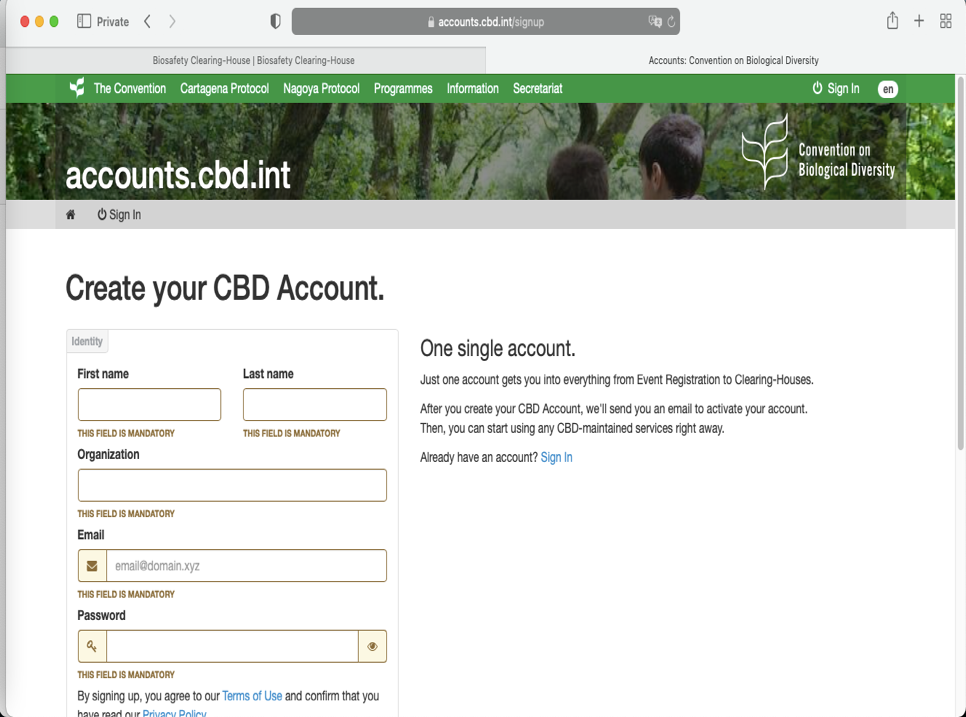 Private
accounts.cbd.int/signup
Biosafety Clearing-House | Biosafety Clearing-House
Accounts: Convention on Biological Diversity
The Convention Cartagena Protocol Nagoya Protocol Programmes Information Secretariat Sign In en
accounts.cbd.int
Convention on
Biological Diversity
Sign In
Create your CBD Account.
Identity
First name Last name
THIS FIELD IS MANDATORY THIS FIELD IS MANDATORY
Organization
THIS FIELD IS MANDATORY
Email
email@domain.xyz
THIS FIELD IS MANDATORY
Password
THIS FIELD IS MANDATORY
By signing up, you agree to our Terms of Use and confirm that you
have read our Privacy Policy
One single account.
Just one account gets you into everything from Event Registration to Clearing-Houses.
After you create your CBD Account, we'll send you an email to activate your account.
Then, you can start using any CBD-maintained services right away.
Already have an account? Sign In